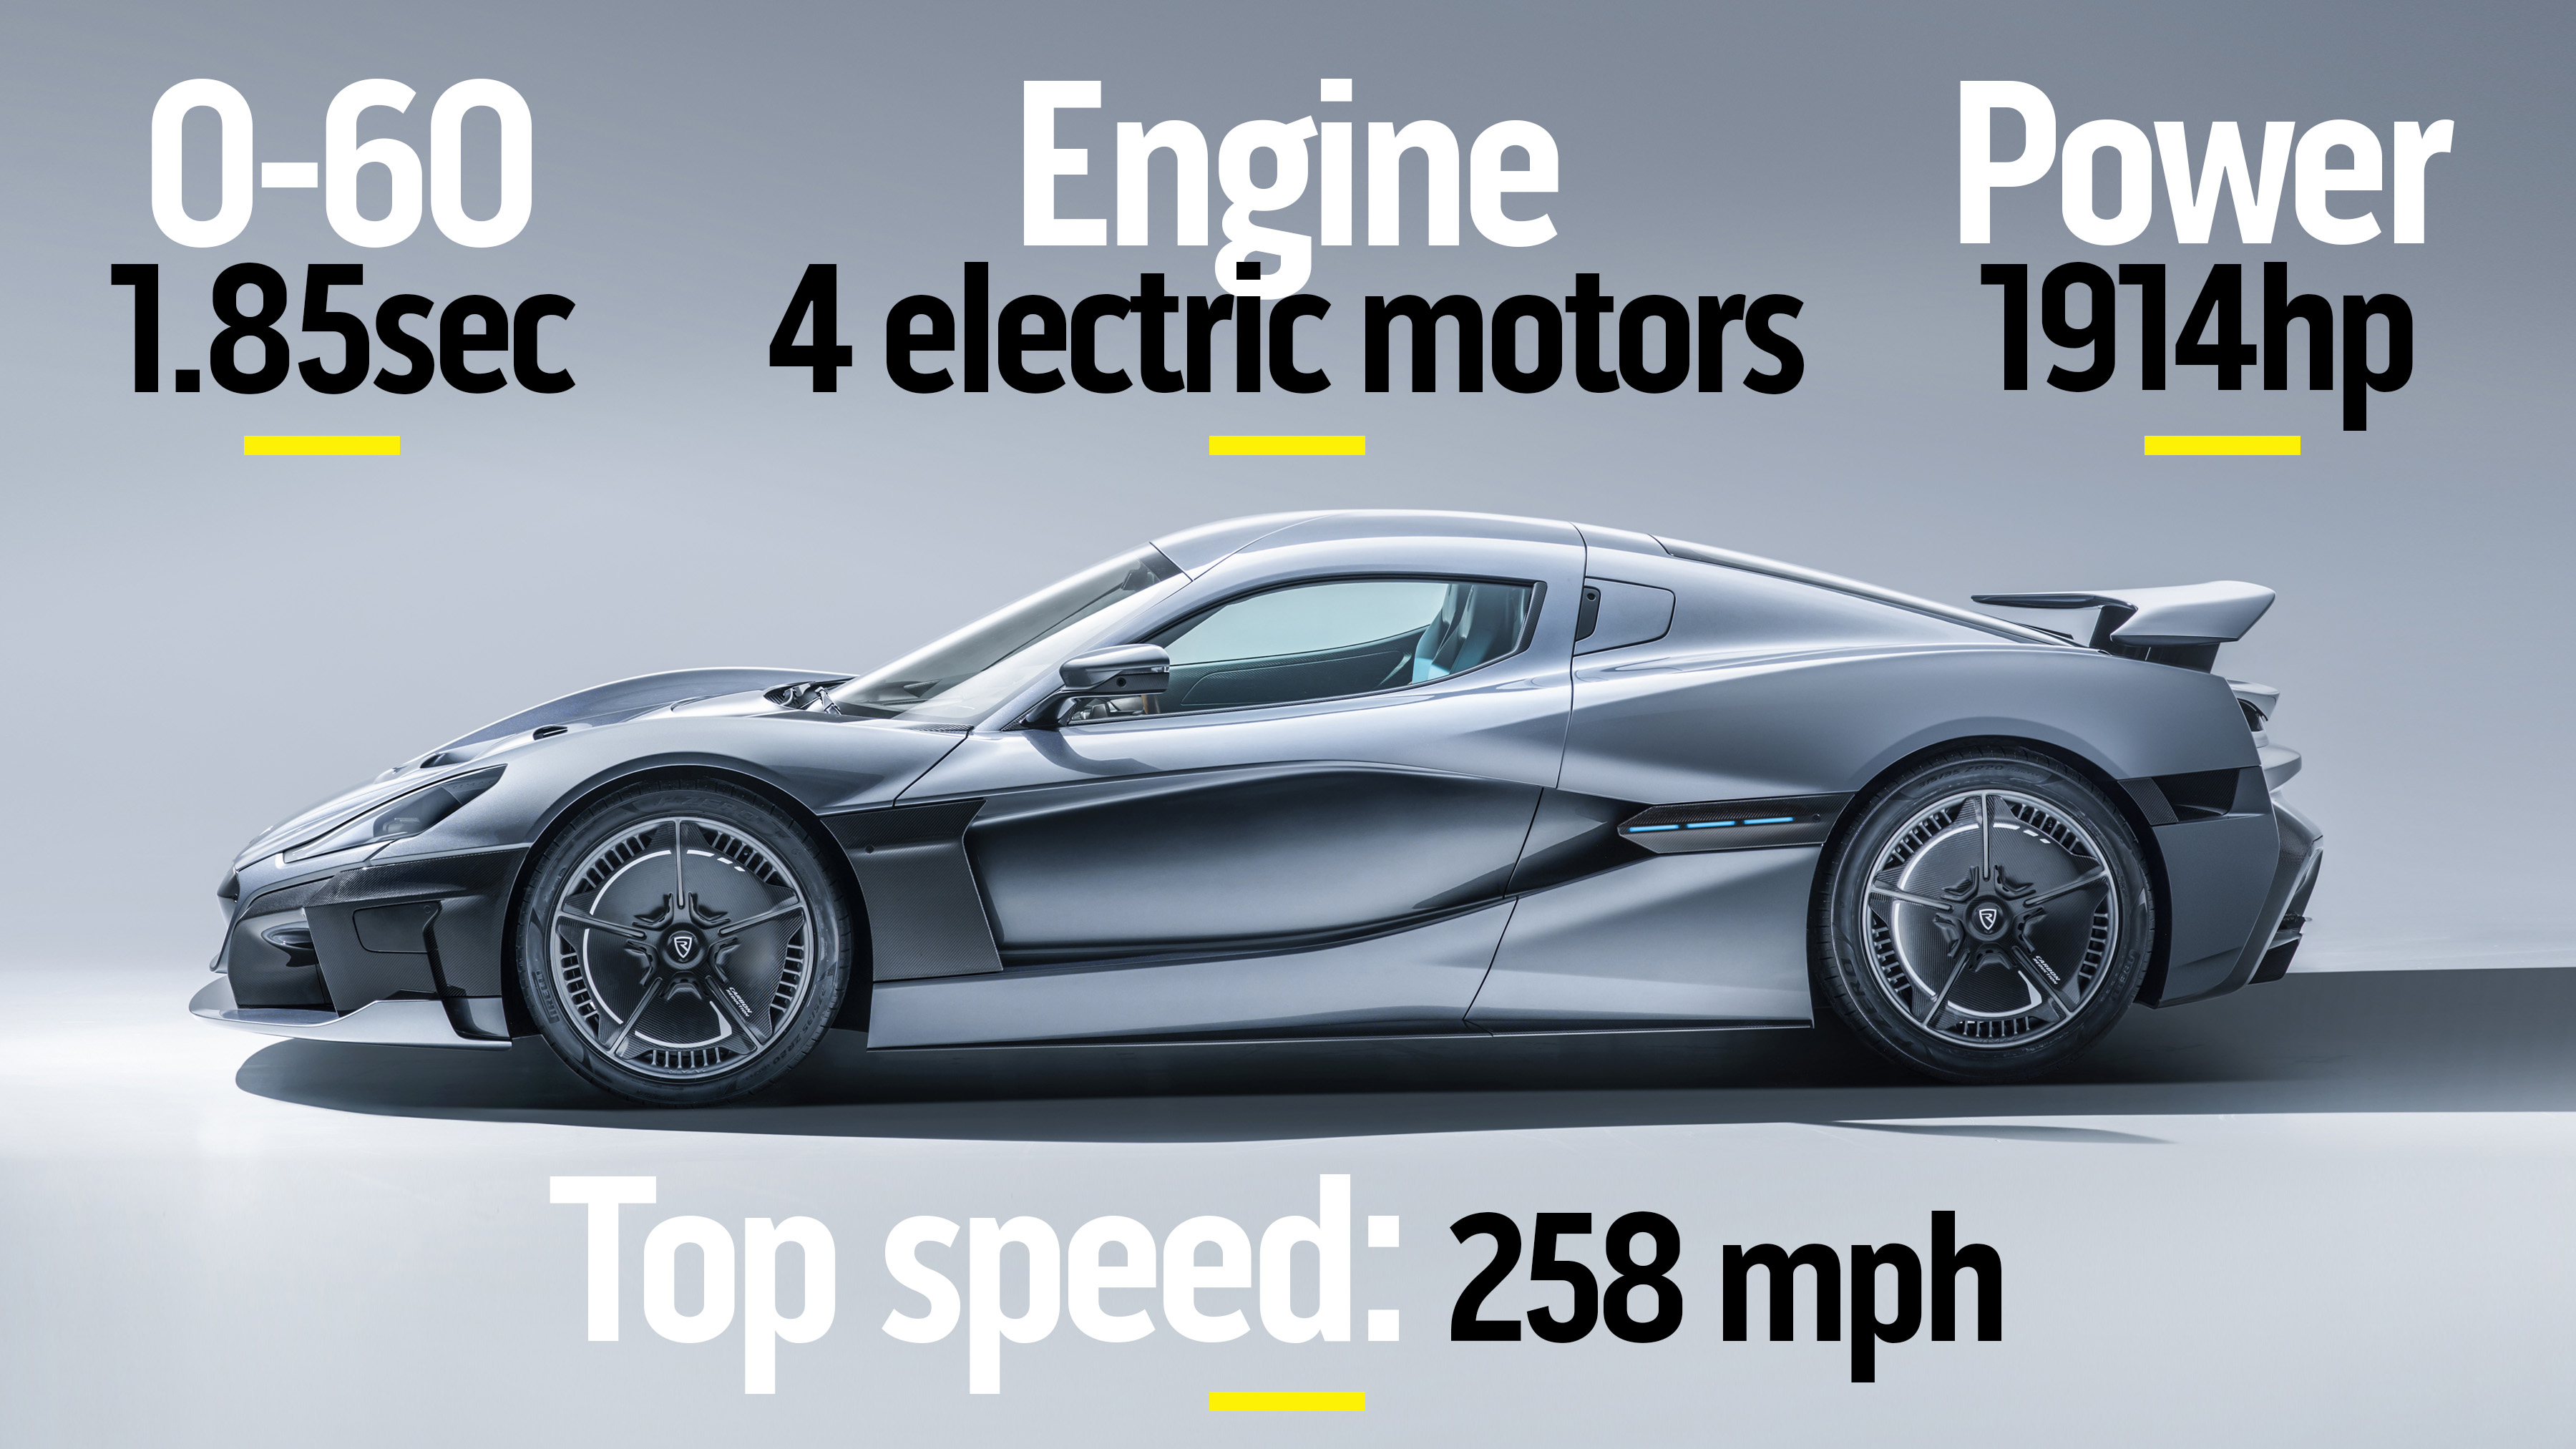 0-60
1.85sec
Engine
4 electric motors
Power
1914hp
Top speed: 258 mph